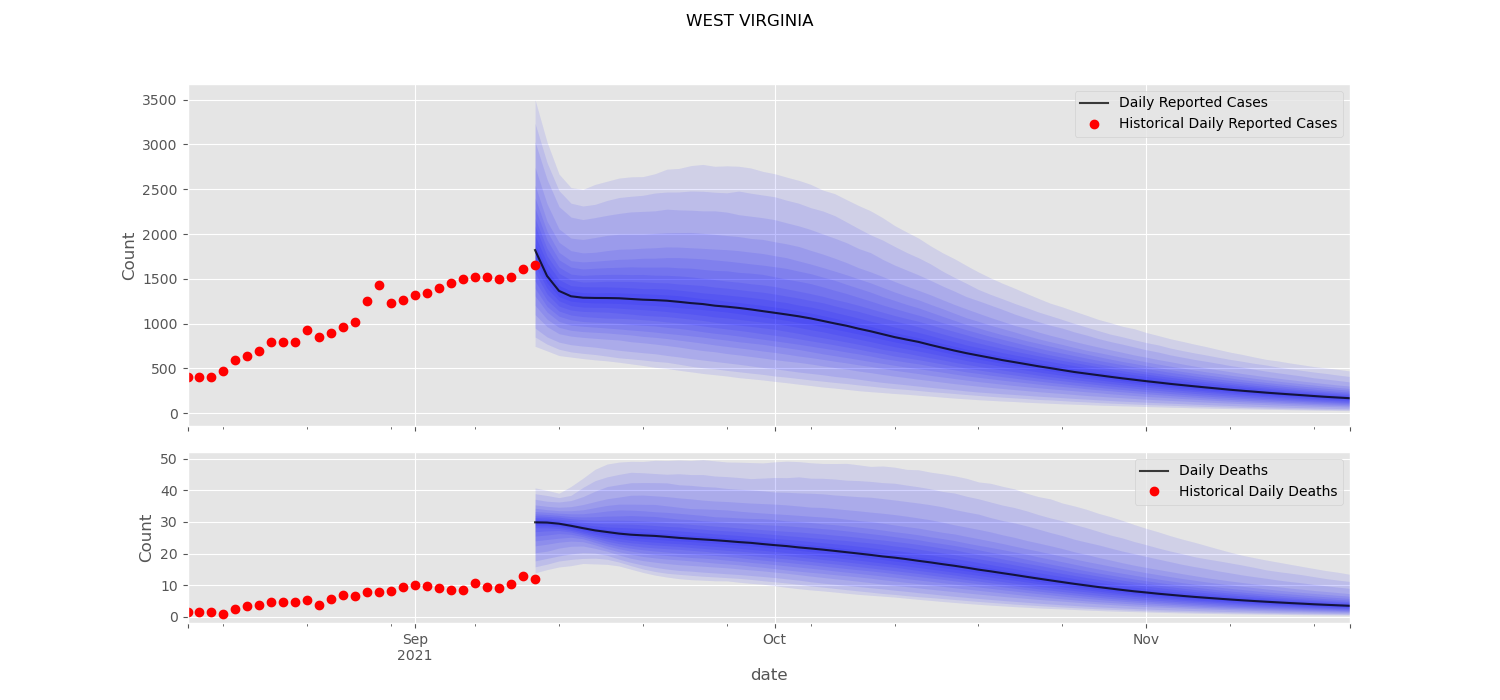 WEST VIRGINIA
Count
3500
3000
2500
2000
1500
1000
500
0
Daily Reported Cases
Historical Daily Reported Cases
Count
50
40
30
20
10
0
Daily Deaths
Historical Daily Deaths
Sep
2021
Oct
Nov
date